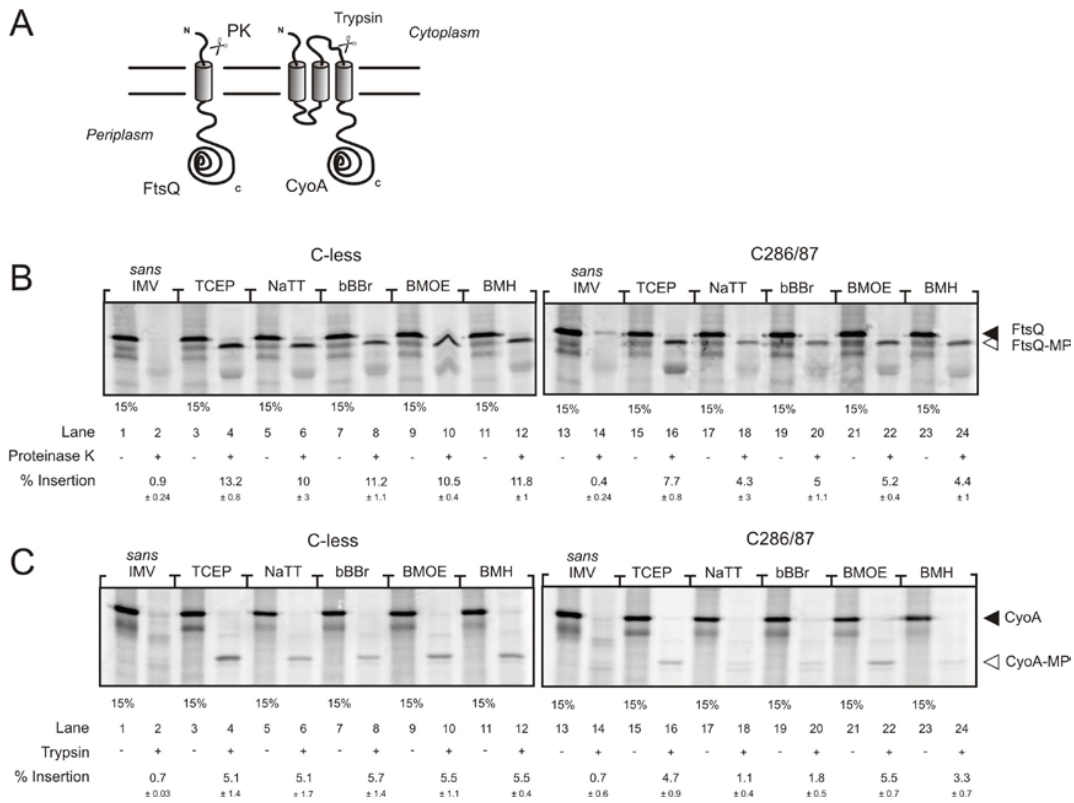 A
N
PK
N
Trypsin
Cytoplasm
Periplasm
FtsQ
C
CyoA
C
B
C-less
C286/87
sans IMV TCEP NaTT bBBr BMOE BMH sans IMV TCEP NaTT bBBr BMOE BMH
FtsQ
FtsQ-MP
15% 15% 15% 15% 15% 15% 15% 15% 15% 15% 15% 15%
Lane 1 2 3 4 5 6 7 8 9 10 11 12 13 14 15 16 17 18 19 20 21 22 23 24
Proteinase K - + - + - + - + - + - + - + - + - + - + - + - +
% Insertion 0.9 13.2 10 11.2 10.5 11.8 0.4 7.7 4.3 5 5.2 4.4
± 0.24 ± 0.8 ± 3 ± 1.1 ± 0.4 ± 1 ± 0.24 ± 0.8 ± 3 ± 1.1 ± 0.4 ± 1
C
C-less
C286/87
sans IMV TCEP NaTT bBBr BMOE BMH sans IMV TCEP NaTT bBBr BMOE BMH
CyoA
CyoA-MP
15% 15% 15% 15% 15% 15% 15% 15% 15% 15% 15% 15%
Lane 1 2 3 4 5 6 7 8 9 10 11 12 13 14 15 16 17 18 19 20 21 22 23 24
Trypsin - + - + - + - + - + - + - + - + - + - + - + - +
% Insertion 0.7 5.1 5.1 5.7 5.5 5.5 0.7 4.7 1.1 1.8 5.5 3.3
± 0.03 ± 1.4 ± 1.7 ± 1.4 ± 1.1 ± 0.4 ± 0.6 ± 0.9 ± 0.4 ± 0.5 ± 0.7 ± 0.7